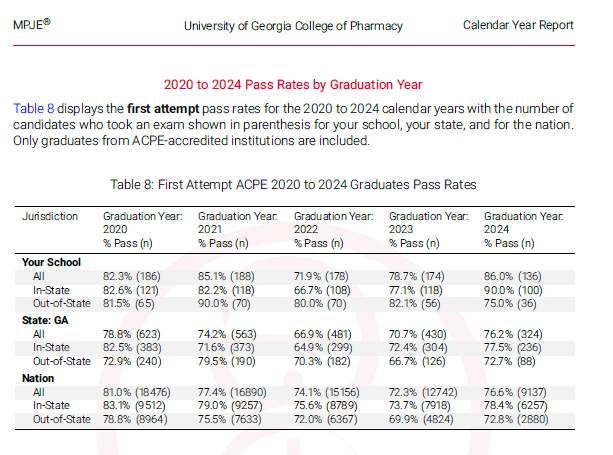 MPJE® University of Georgia College of Pharmacy Calendar Year Report
2020 to 2024 Pass Rates by Graduation Year
Table 8 displays the first attempt pass rates for the 2020 to 2024 calendar years with the number of
candidates who took an exam shown in parenthesis for your school, your state, and for the nation.
Only graduates from ACPE-accredited institutions are included.
Table 8: First Attempt ACPE 2020 to 2024 Graduates Pass Rates
Jurisdiction Graduation Year: Graduation Year: Graduation Year: Graduation Year: Graduation Year:
2020 2021 2022 2023 2024
% Pass (n) % Pass (n) % Pass (n) % Pass (n) % Pass (n)
Your School
All 82.3% (186) 85.1% (188) 71.9% (178) 78.7% (174) 86.0% (136)
In-State 82.6% (121) 82.2% (118) 66.7% (108) 77.1% (118) 90.0% (100)
Out-of-State 81.5% (65) 90.0% (70) 80.0% (70) 82.1% (56) 75.0% (36)
State: GA
All 78.8% (623) 74.2% (563) 66.9% (481) 70.7% (430) 76.2% (324)
In-State 82.5% (383) 71.6% (373) 64.9% (299) 72.4% (304) 77.5% (236)
Out-of-State 72.9% (240) 79.5% (190) 70.3% (182) 66.7% (126) 72.7% (88)
Nation
All 81.0% (18476) 77.4% (16890) 74.1% (15156) 72.3% (12742) 76.6% (9137)
In-State 83.1% (9512) 79.0% (9257) 75.6% (8789) 73.7% (7918) 78.4% (6257)
Out-of-State 78.8% (8964) 75.5% (7633) 72.0% (6367) 69.9% (4824) 72.8% (2880)